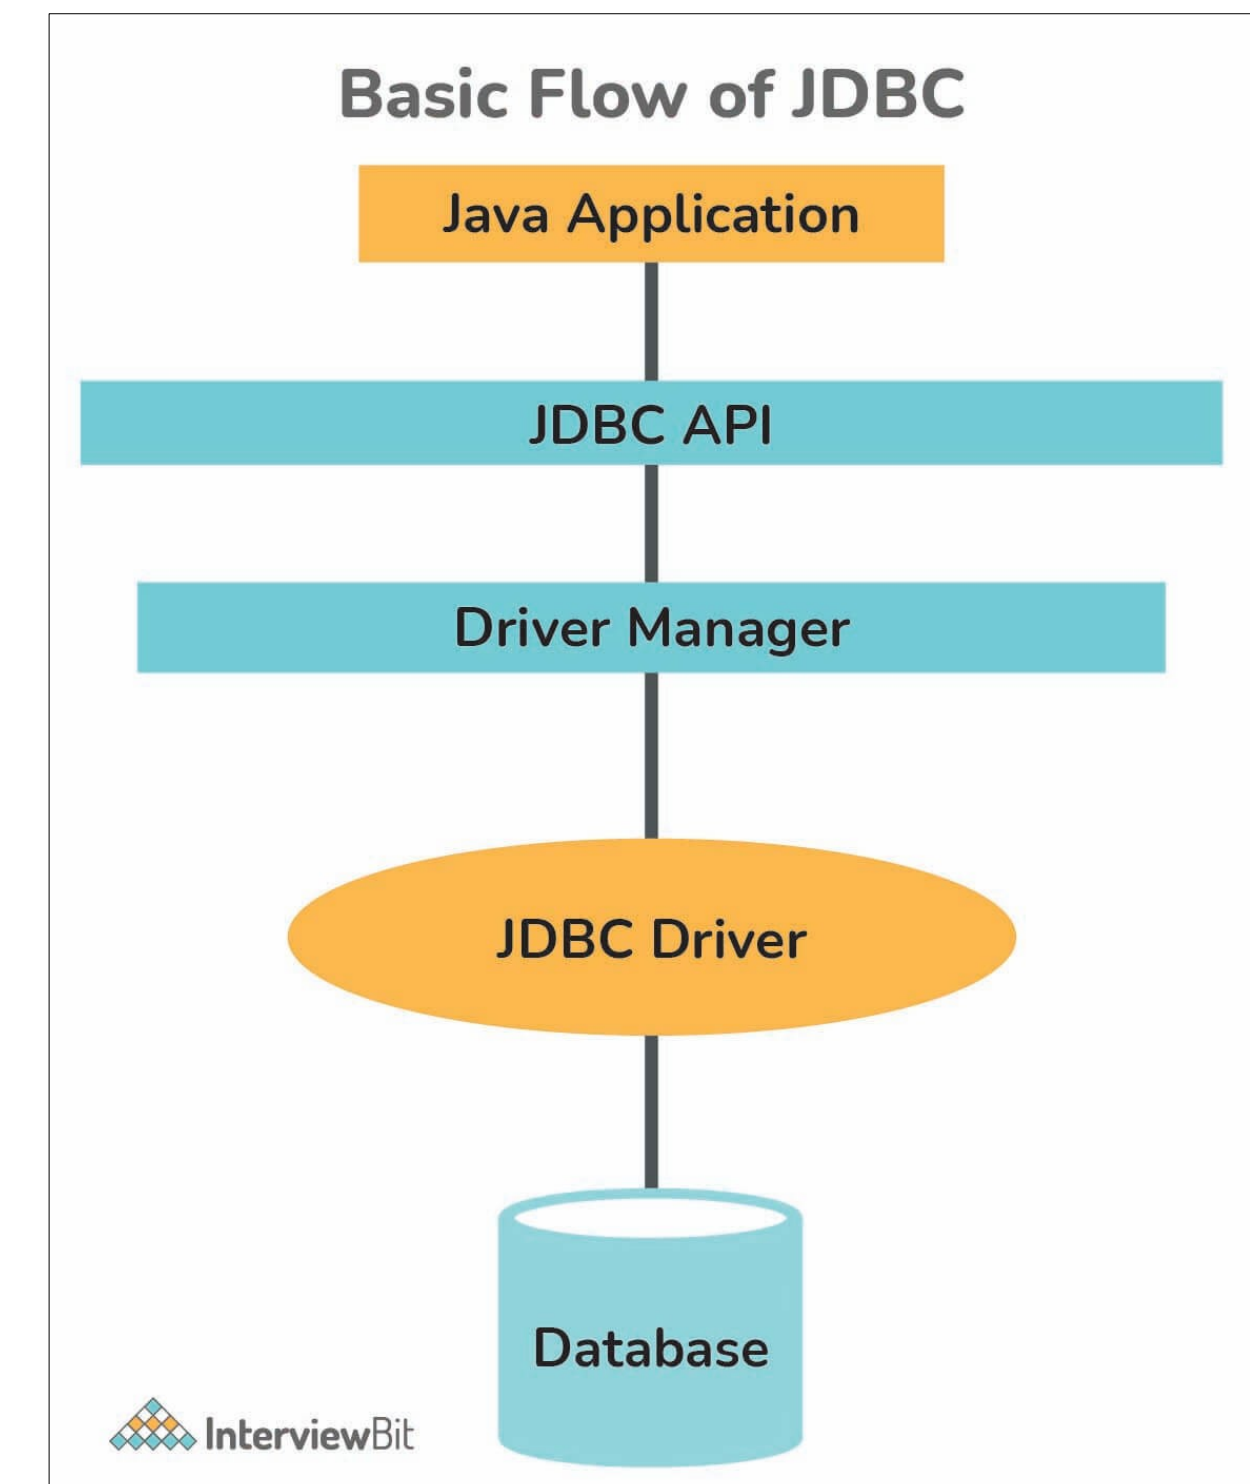 Basic Flow of JDBC
Java Application
JDBC API
Driver Manager
JDBC Driver
Database
InterviewBit